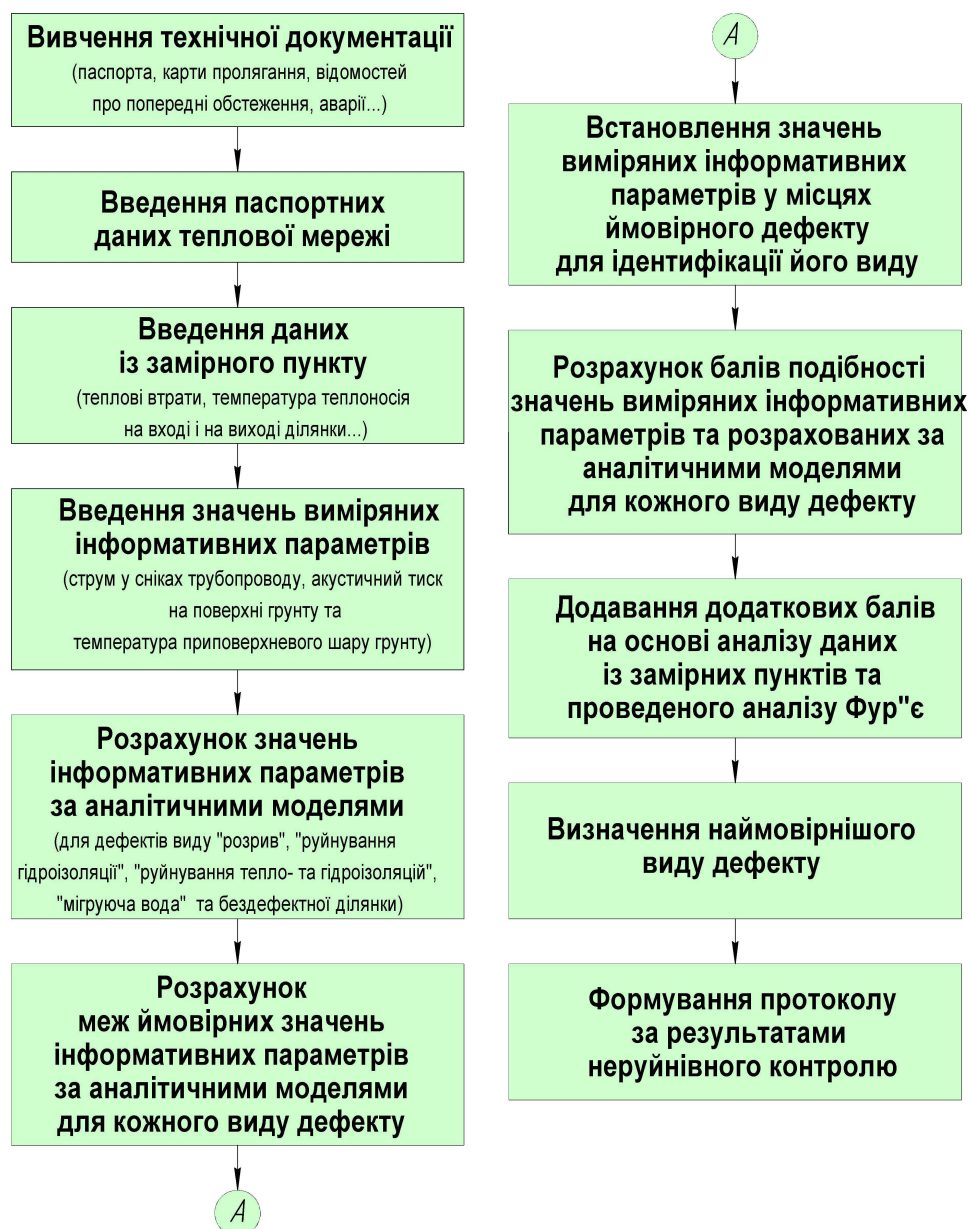 Вивчення технічної документації
(паспорта, карти пролягання, відомостей
про попередні обстеження, аварії...)
Введення паспортних
даних теплової мережі
Введення даних
із замірного пункту
(теплові втрати, температура теплоносія
на вході і на виході ділянки...)
Введення значень виміряних
інформативних параметрів
(струм у сніках трубопроводу, акустичний тиск
на поверхні грунту та
температура приповерхневого шару грунту)
Розрахунок значень
інформативних параметрів
за аналітичними моделями
(для дефектів виду "розрив", "руйнування
гідроізоляції", "руйнування тепло- та гідроізоляцій",
"мігруюча вода" та бездефектної ділянки)
Розрахунок
меж ймовірних значень
інформативних параметрів
за аналітичними моделями
для кожного виду дефекту
А
А
Встановлення значень
виміряних інформативних
параметрів у місцях
ймовірного дефекту
для ідентифікації його виду
Розрахунок балів подібності
значень виміряних інформативних
параметрів та розрахованих за
аналітичними моделями
для кожного виду дефекту
Додавання додаткових балів
на основі аналізу даних
із замірних пунктів та
проведеного аналізу Фур"є
Визначення наймовірнішого
виду дефекту
Формування протоколу
за результатами
неруйнівного контролю